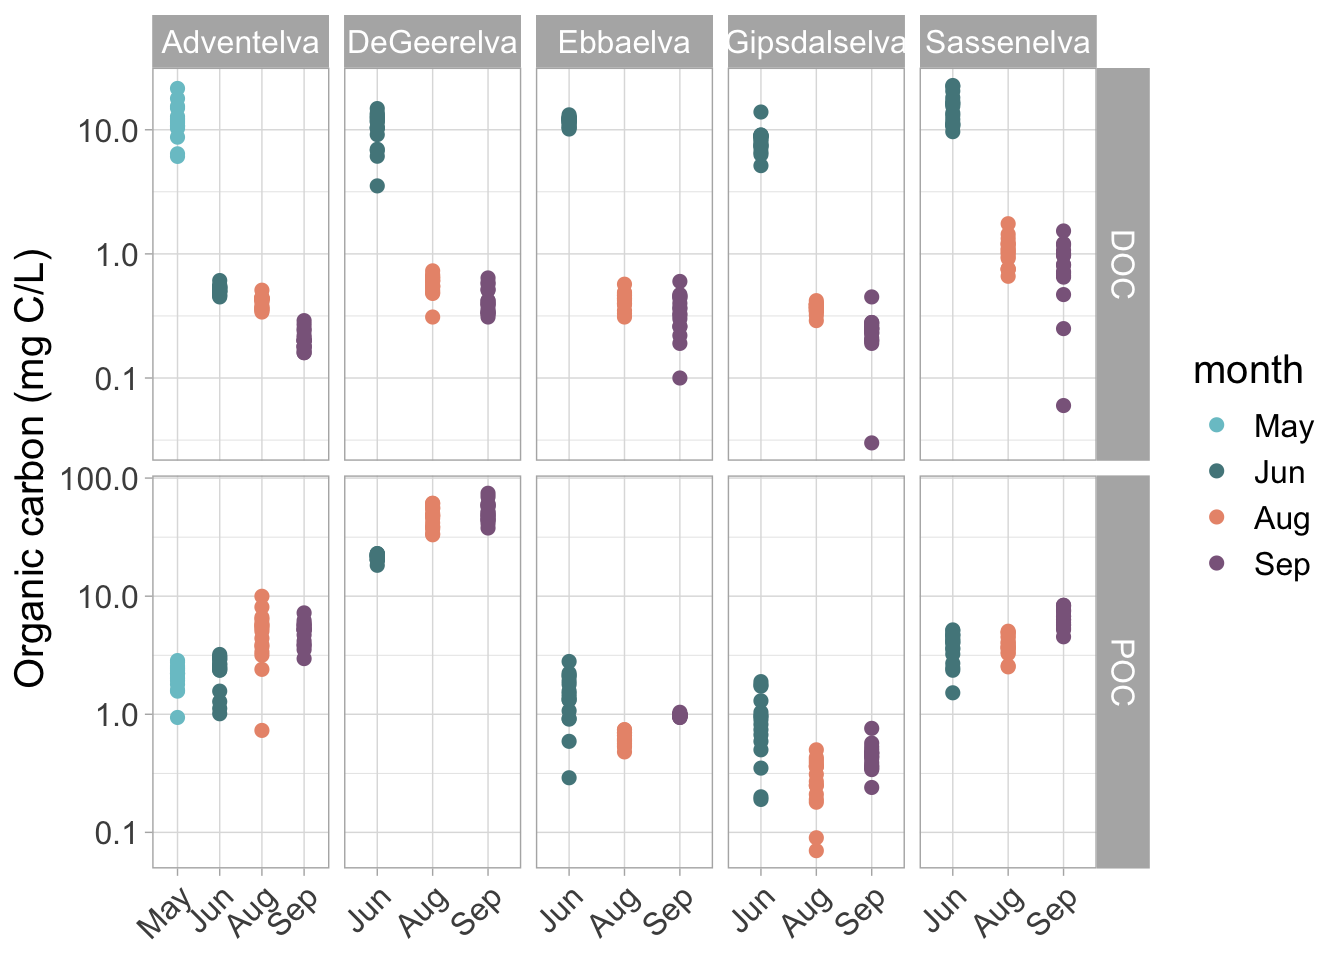 Adventelva DeGeerelva Ebbaelva Gipsdalselva Sassenelva
10.0
1.0
0.1
DOC
100.0
10.0
1.0
0.1
POC
Organic carbon (mg C/L)
May Jun Aug Sep Jun Aug Sep Jun Aug Sep Jun Aug Sep Jun Aug Sep
month
May
Jun
Aug
Sep